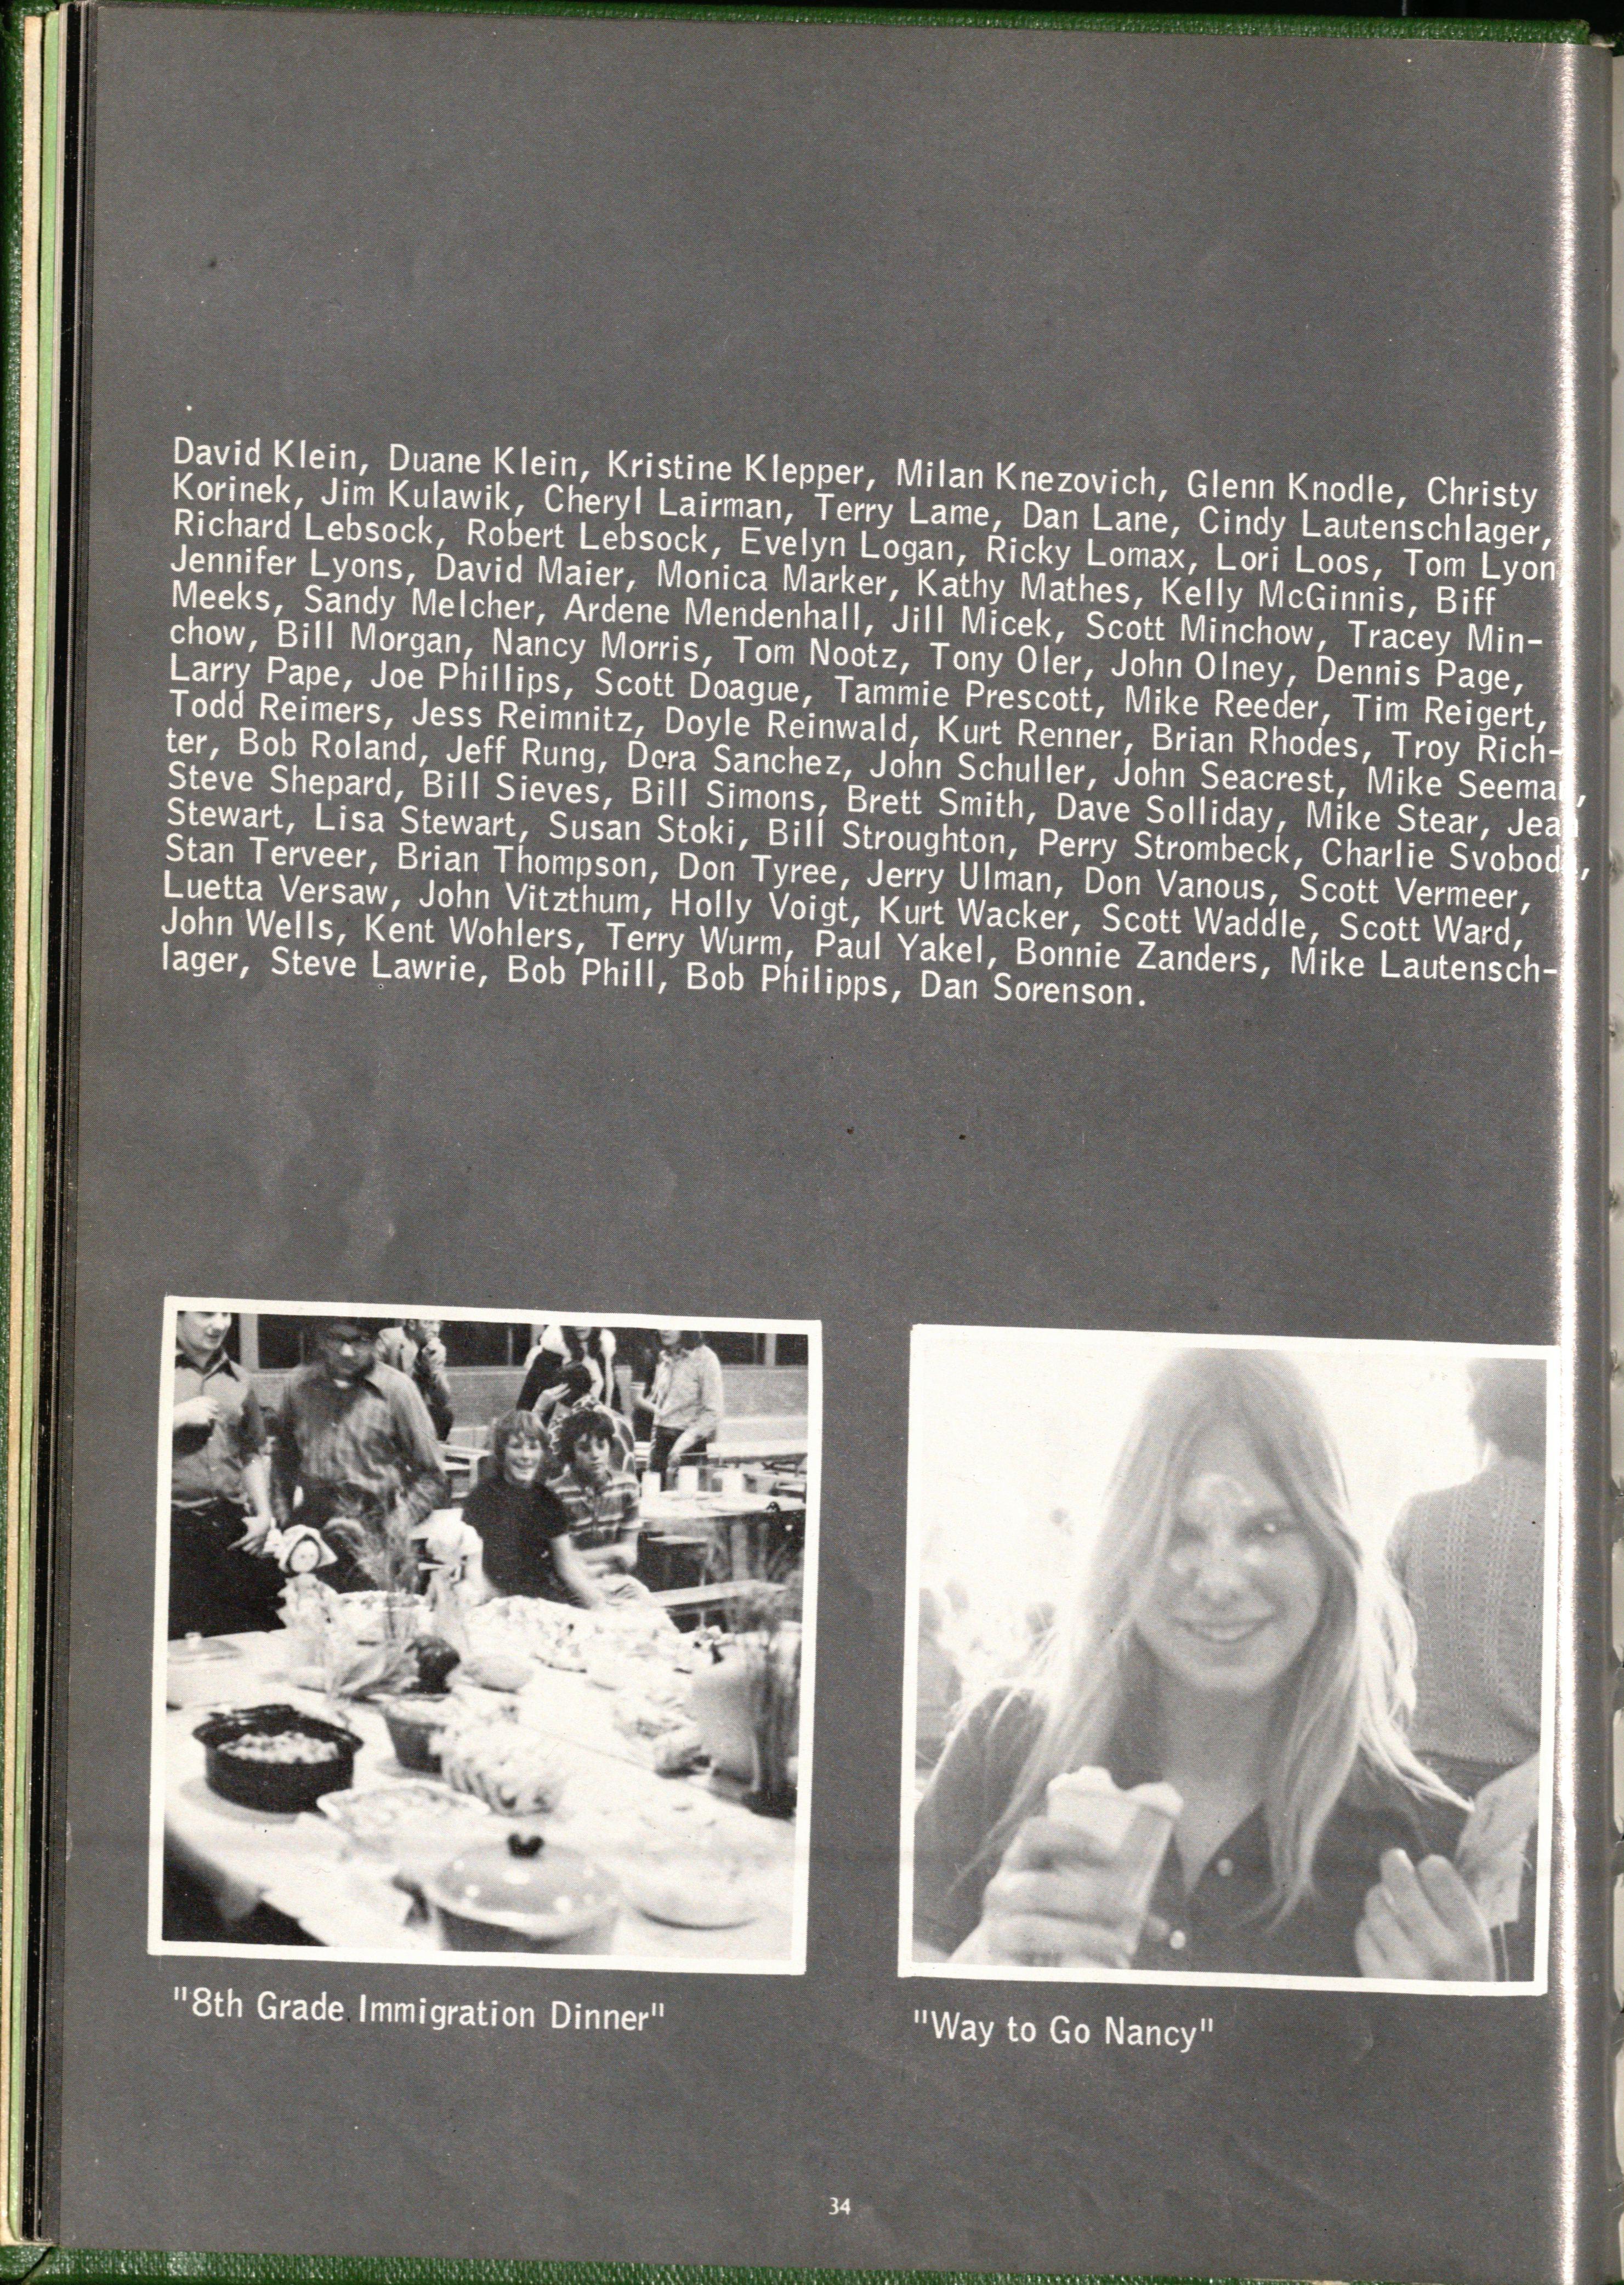 David Klein, Duane Klein, Kristine Klepper, Milan Knezovich, Glenn Knodle, Christy
Korinek, Jim Kulawik, Cheryl Lairman, Terry Lame, Dan Lane, Cindy Lautenschlager,
Richard Lebsock, Robert Lebsock, Evelyn Logan, Ricky Lomax, Lori Loos, Tom Lyon
Jennifer Lyons, David Maier, Monica Marker, Kathy Mathes, Kelly McGinnis, Biff
Meeks, Sandy Melcher, Ardene Mendenhall, Jill Micek, Scott Minchow, Tracey Min-
chow, Bill Morgan, Nancy Morris, Tom Nootz, Tony Oler, John Olney, Dennis Page,
Larry Pape, Joe Phillips, Scott Doague, Tammie Prescott, Mike Reeder, Tim Reigert,
Todd Reimers, Jess Reimnitz, Doyle Reinwald, Kurt Renner, Brian Rhodes, Troy Rich-
ter, Bob Roland, Jeff Rung, Dora Sanchez, John Schuller, John Seacrest, Mike
Steve Shepard, Bill Sieves, Bill Simons, Brett Smith, Dave Solliday, Mike Stear, Jean
Stewart, Lisa Stewart, Susan Stoki, Bill Stroughton, Perry Strombeck, Charlie Svoboda,
Stan Terveer, Brian Thompson, Don Tyree, Jerry Ulman, Don Vanous, Scott Vermeer,
Luetta Versaw, John Vitzthum, Holly Voigt, Kurt Wacker, Scott Waddle, Scott Ward,
John Wells, Kent Wohlers, Terry Wurm, Paul Yakel, Bonnie Zanders, Mike Lautensch-
lager, Steve Lawrie, Bob Phill, Bob Philipps, Dan Sorenson.
"8th Grade Immigration Dinner"
"Way to Go Nancy"
34